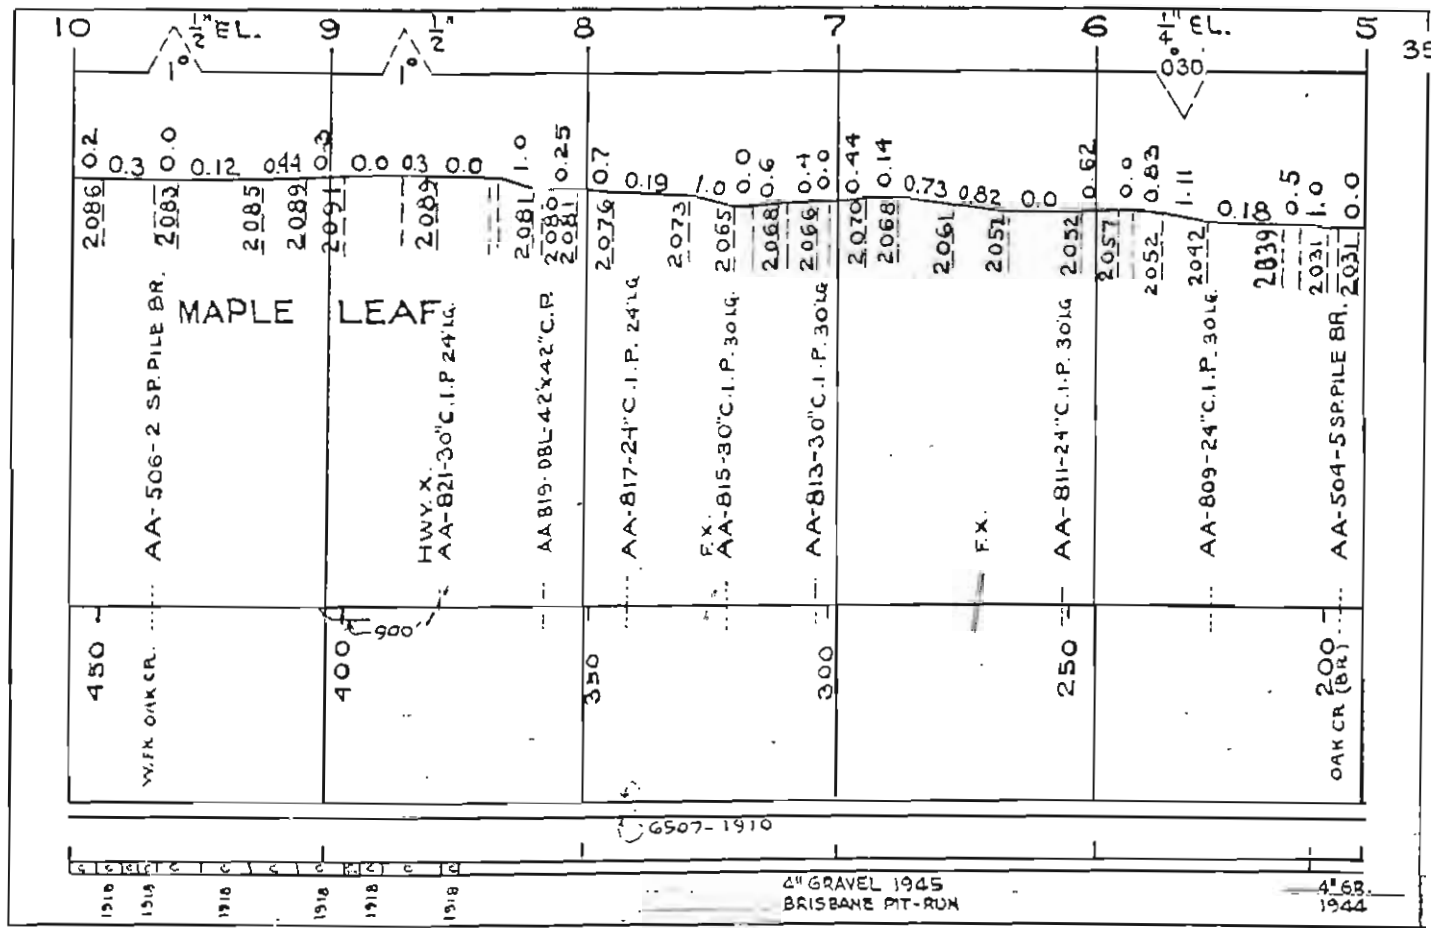 10 9 8 7 6 5
1/2" EL. 1/2" 1/4" EL.
1° 1° 0°30
35
0.2 0.3 0.0 0.12 0.44 0.3 0.0 0.3 0.0 1.0 0.25 0.7 0.19 1.0 0.0 0.6 0.4 0.0 0.44 0.14 0.73 0.82 0.0 0.62 0.0 0.83 1.11 0.18 0.5 1.0 0.0
2086 2083 2085 2089 2091 2089 2081 2080 2081 2076 2073 2065 2068 2066 2070 2068 2061 2052 2057 2052 2042 2039 2031 2031
MAPLE LEAF
AA-506-2 SP. PILE BR.
HWY. X.
AA-821-30"C.I.P. 24'LG.
AA 819-DBL-42"x42"C.P.
AA-817-24"C.I.P. 24'LG
F.X.
AA-815-30"C.I.P. 30'LG.
AA-813-30"C.I.P. 30'LG
F.X.
AA-811-24"C.I.P. 30'LG
AA-809-24"C.I.P. 30'LG.
AA-504-5 SP. PILE BR.
900'
450 400 350 300 250 200
W. FK OAK CR.
OAK CR (BR)
6507-1910
C C C C C C C C C C C
1918 1918 1918 1918 1918 1918
4" GRAVEL 1945
BRISBANE PIT-RUN
4" GR.
1944